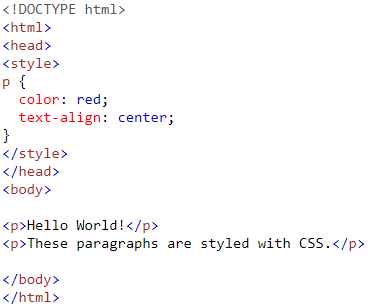 <!DOCTYPE html>
<html>
<head>
<style>
p {
  color: red;
  text-align: center;
}
</style>
</head>
<body>

<p>Hello World!</p>
<p>These paragraphs are styled with CSS.</p>

</body>
</html>